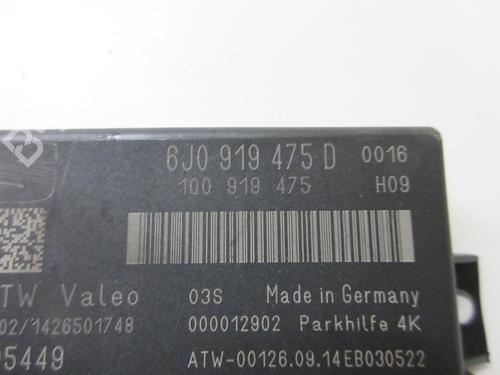 6J0 919 475 D 0016
1Q0 919 475 H09
TW Valeo 03S Made in Germany
02/1426501748 000012902 Parkhilfe 4K
95449 ATW-00126.09.14EB030522